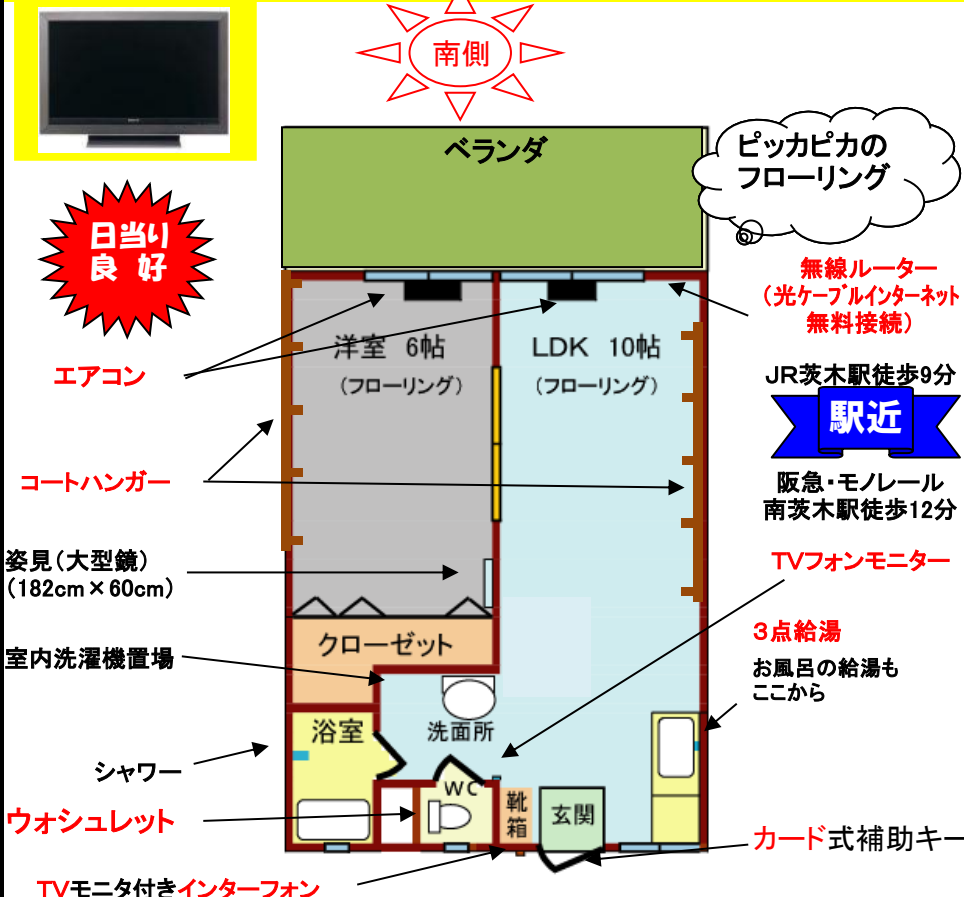 南側
ベランダ
ピッカピカの
フローリング
日当り
良 好
無線ルーター
(光ケーブルインターネット
無料接続)
洋室 6帖
(フローリング)
LDK 10帖
(フローリング)
エアコン
JR茨木駅徒歩9分
駅近
阪急・モノレール
南茨木駅徒歩12分
コートハンガー
姿見(大型鏡)
(182cm×60cm)
TVフォンモニター
3点給湯
お風呂の給湯も
ここから
クローゼット
室内洗濯機置場
浴室
洗面所
シャワー
WC
靴
箱
玄関
ウォシュレット
カード式補助キー
TVモニタ付きインターフォン